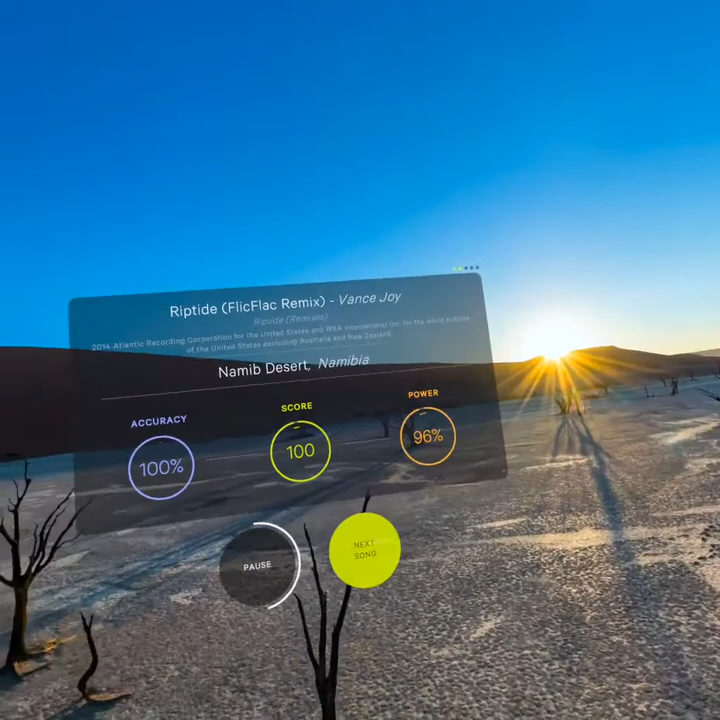 Riptide (FlicFlac Remix) - Vance Joy
Riptide (Remixes)
2014 Atlantic Recording Corporation for the United States and WEA International Inc. for the world outside
of the United States excluding Australia and New Zealand.
Namib Desert, Namibia
ACCURACY
SCORE
POWER
100%
100
96%
PAUSE
NEXT
SONG